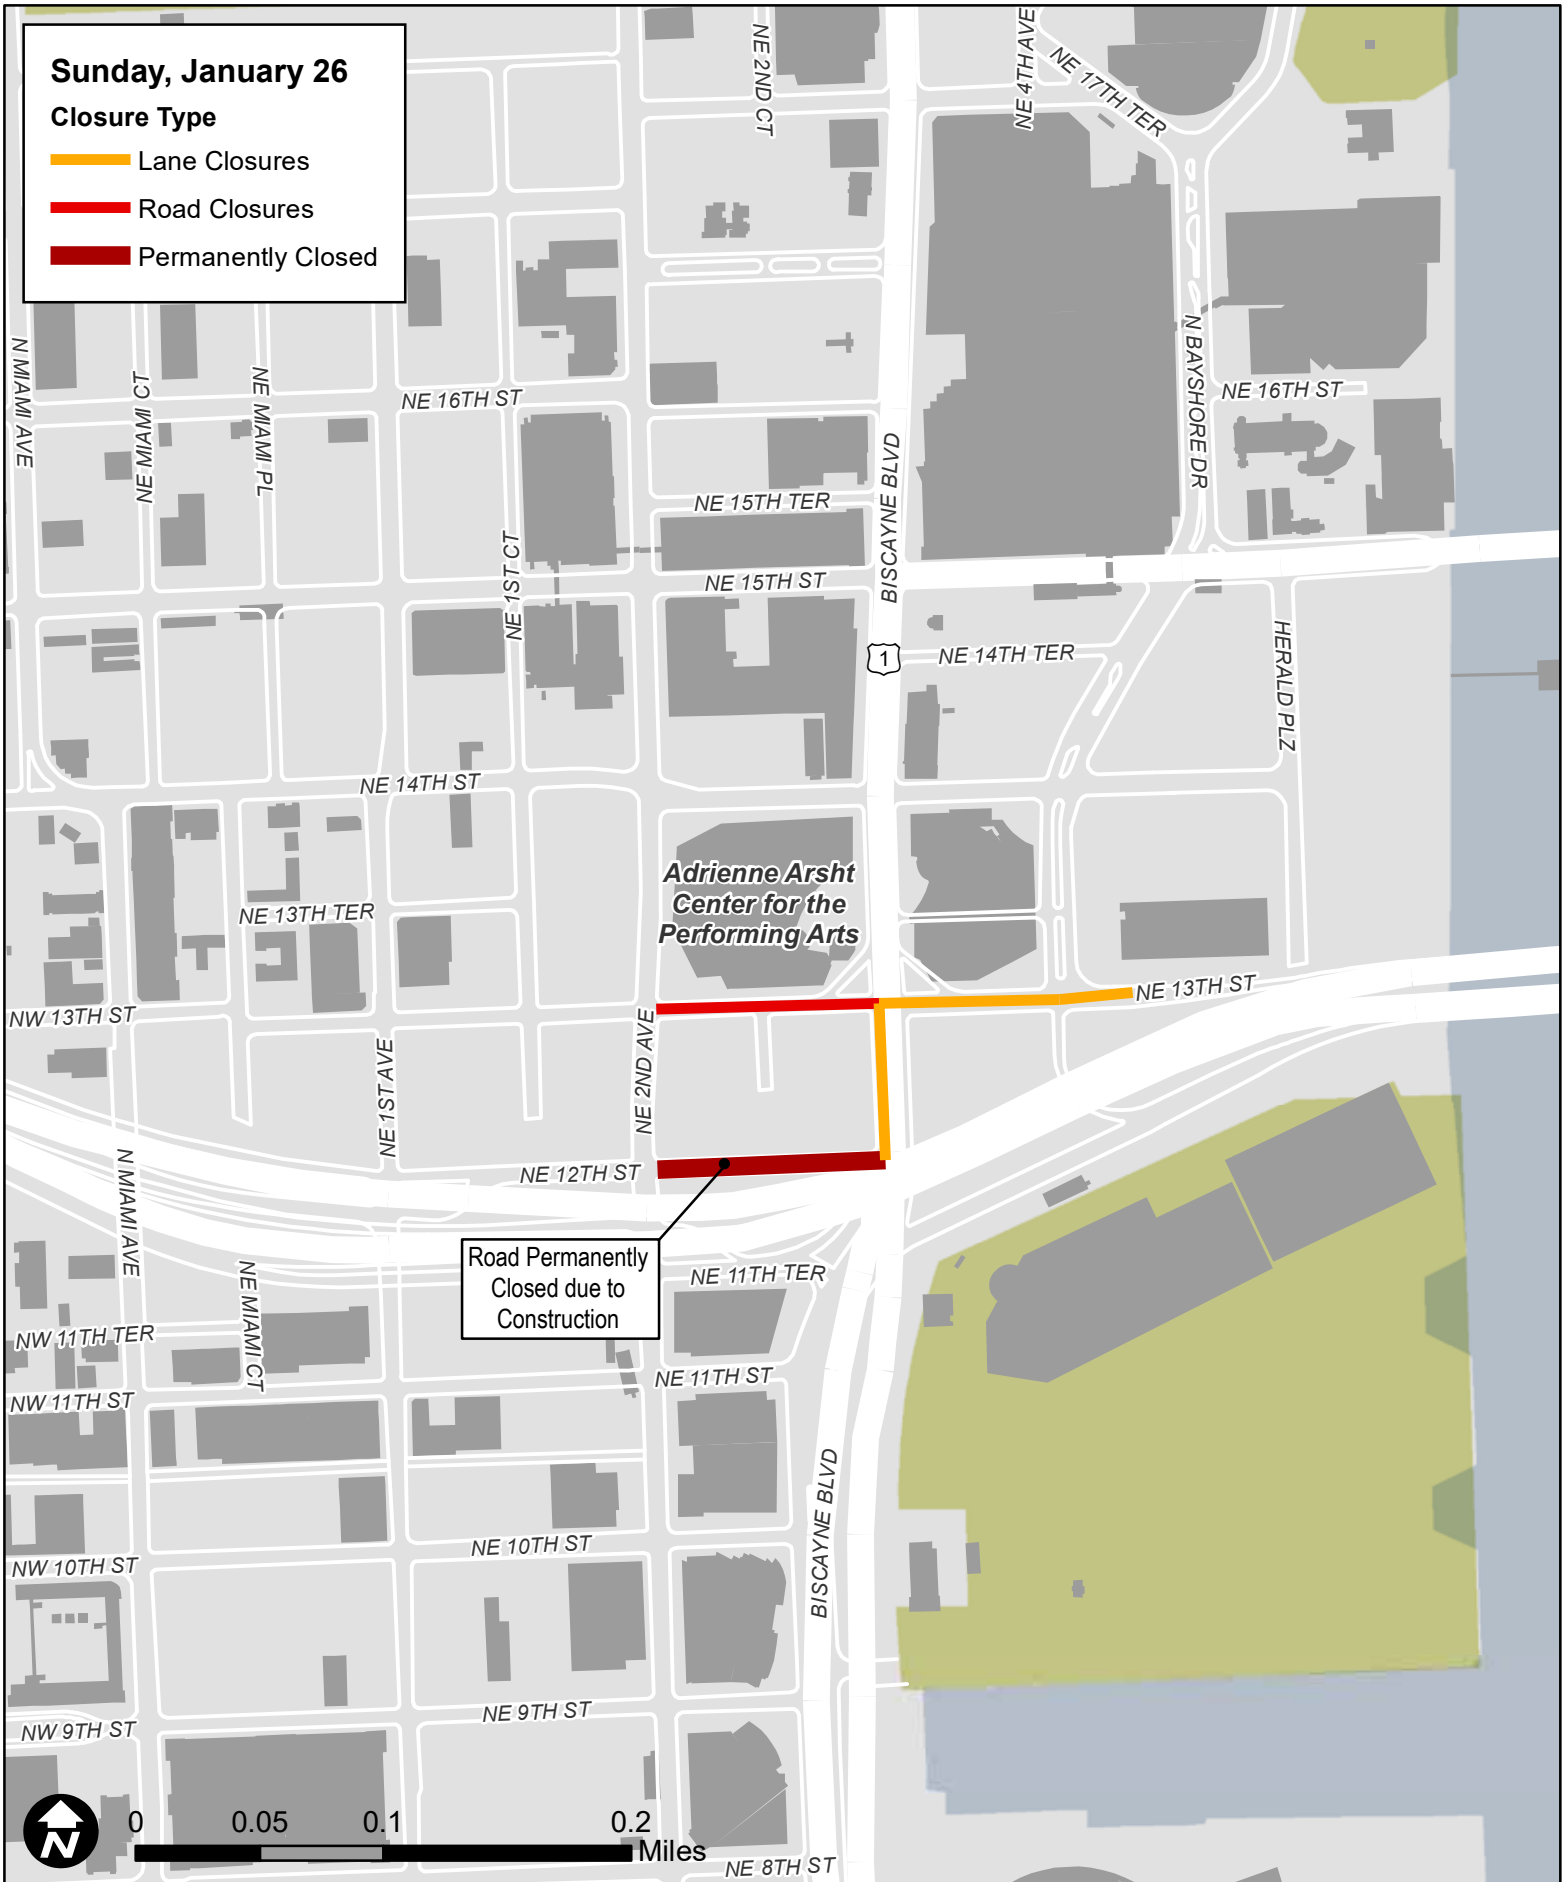 Sunday, January 26
Closure Type
Lane Closures
Road Closures
Permanently Closed
NE 2ND CT
NE 4TH AVE
NE 17TH TER
N MIAMI AVE
NE MIAMI CT
NE MIAMI PL
NE 16TH ST
N BAYSHORE DR
NE 16TH ST
BISCAYNE BLVD
NE 15TH TER
NE 1ST CT
NE 15TH ST
1
NE 14TH TER
HERALD PLZ
NE 14TH ST
Adrienne Arsht
Center for the
Performing Arts
NE 13TH TER
NE 13TH ST
NW 13TH ST
NE 1ST AVE
NE 2ND AVE
NE 12TH ST
N MIAMI AVE
NE MIAMI CT
Road Permanently
Closed due to
Construction
NE 11TH TER
NW 11TH TER
NE 11TH ST
NW 11TH ST
BISCAYNE BLVD
NE 10TH ST
NW 10TH ST
NE 9TH ST
NW 9TH ST
N
0 0.05 0.1 0.2
Miles
NE 8TH ST